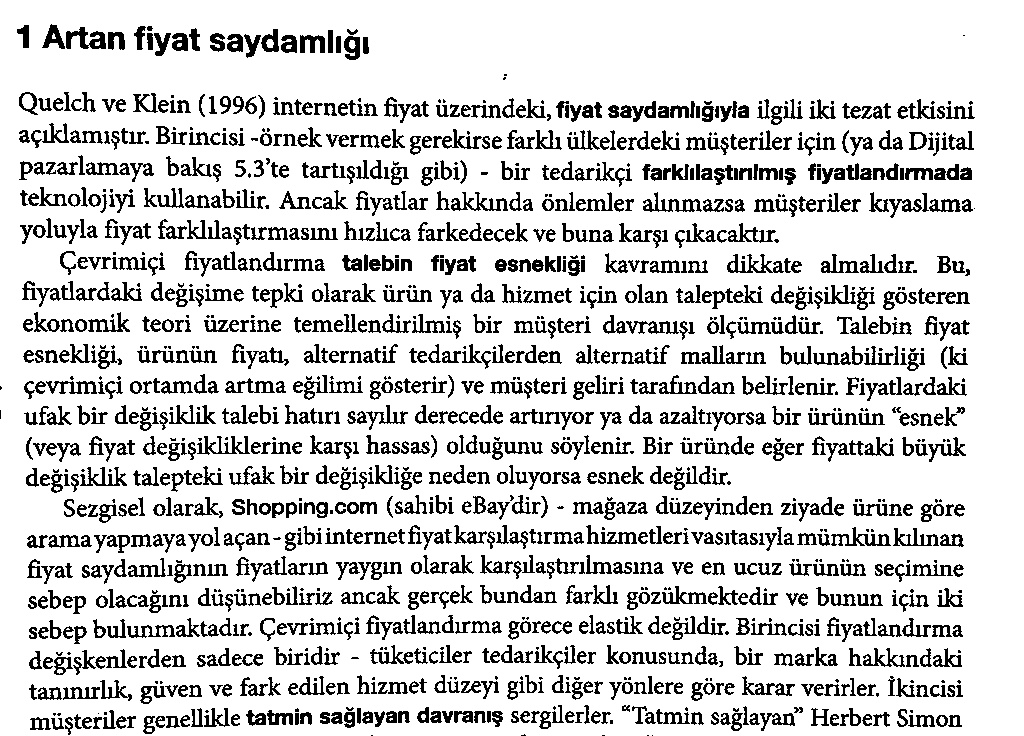 1 Artan fiyat saydamlığı
Quelch ve Klein (1996) internetin fiyat üzerindeki, fiyat saydamlığıyla ilgili iki tezat etkisini
açıklamıştır. Birincisi -örnek vermek gerekirse farklı ülkelerdeki müşteriler için (ya da Dijital
pazarlamaya bakış 5.3'te tartışıldığı gibi) - bir tedarikçi farklılaştırılmış fiyatlandırmada
teknolojiyi kullanabilir. Ancak fiyatlar hakkında önlemler alınmazsa müşteriler kıyaslama
yoluyla fiyat farklılaştırmasını hızlıca farkedecek ve buna karşı çıkacaktır.
Çevrimiçi fiyatlandırma talebin fiyat esnekliği kavramını dikkate almalıdır. Bu,
fiyatlardaki değişime tepki olarak ürün ya da hizmet için olan talepteki değişikliği gösteren
ekonomik teori üzerine temellendirilmiş bir müşteri davranışı ölçümüdür. Talebin fiyat
esnekliği, ürünün fiyatı, alternatif tedarikçilerden alternatif malların bulunabilirliği (ki
çevrimiçi ortamda artma eğilimi gösterir) ve müşteri geliri tarafından belirlenir. Fiyatlardaki
ufak bir değişiklik talebi hatırı sayılır derecede artırıyor ya da azaltıyorsa bir ürünün “esnek”
(veya fiyat değişikliklerine karşı hassas) olduğunu söylenir. Bir üründe eğer fiyattaki büyük
değişiklik talepteki ufak bir değişikliğe neden oluyorsa esnek değildir.
Sezgisel olarak, Shopping.com (sahibi eBay'dir) - mağaza düzeyinden ziyade ürüne göre
arama yapmaya yol açan - gibi internet fiyat karşılaştırma hizmetleri vasıtasıyla mümkün kılınan
fiyat saydamlığının fiyatların yaygın olarak karşılaştırılmasına ve en ucuz ürünün seçimine
sebep olacağını düşünebiliriz ancak gerçek bundan farklı gözükmektedir ve bunun için iki
sebep bulunmaktadır. Çevrimiçi fiyatlandırma görece elastik değildir. Birincisi fiyatlandırma
değişkenlerden sadece biridir - tüketiciler tedarikçiler konusunda, bir marka hakkındaki
tanınırlık, güven ve fark edilen hizmet düzeyi gibi diğer yönlere göre karar verirler. İkincisi
müşteriler genellikle tatmin sağlayan davranış sergilerler. “Tatmin sağlayan” Herbert Simon